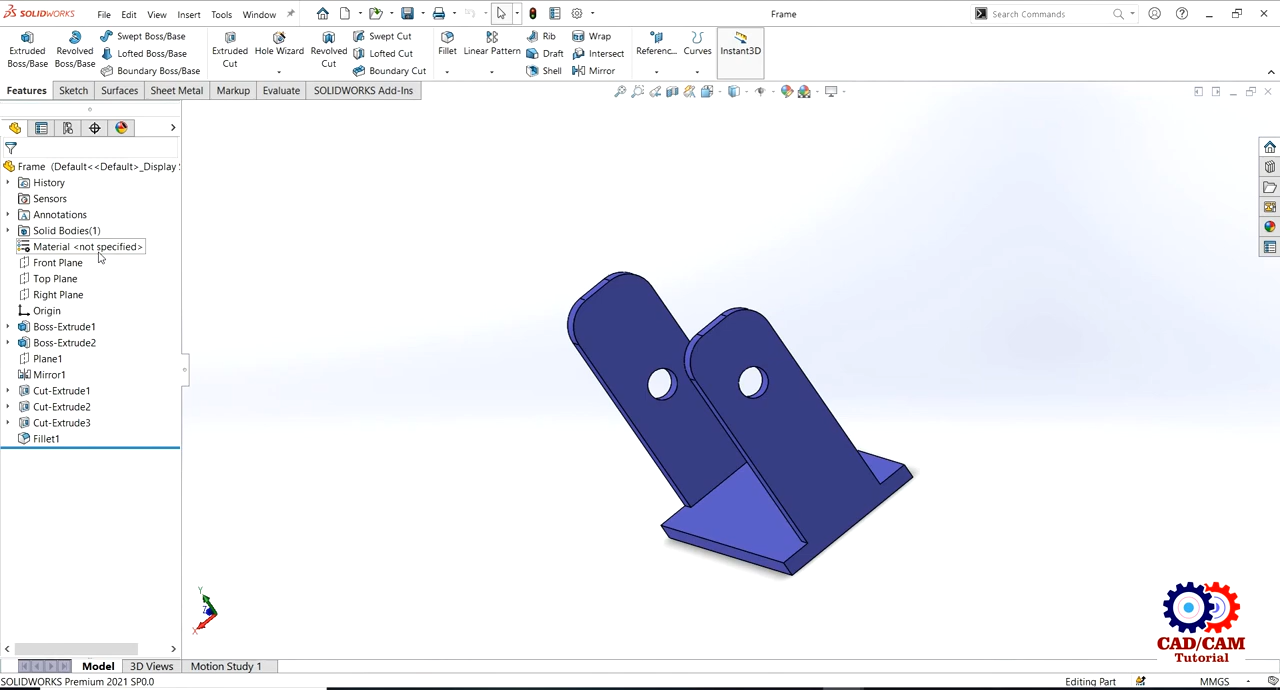 SOLIDWORKS File Edit View Insert Tools Window Frame Search Commands
Extruded Boss/Base
Revolved Boss/Base
Swept Boss/Base
Lofted Boss/Base
Boundary Boss/Base
Extruded Cut
Hole Wizard
Revolved Cut
Swept Cut
Lofted Cut
Boundary Cut
Fillet
Linear Pattern
Rib
Draft
Shell
Wrap
Intersect
Mirror
Referenc...
Curves
Instant3D
Features Sketch Surfaces Sheet Metal Markup Evaluate SOLIDWORKS Add-Ins
Frame (Default<<Default>_Display
History
Sensors
Annotations
Solid Bodies(1)
Material <not specified>
Front Plane
Top Plane
Right Plane
Origin
Boss-Extrude1
Boss-Extrude2
Plane1
Mirror1
Cut-Extrude1
Cut-Extrude2
Cut-Extrude3
Fillet1
Y
Z
X
CAD/CAM
Tutorial
Model 3D Views Motion Study 1
SOLIDWORKS Premium 2021 SP0.0 Editing Part MMGS